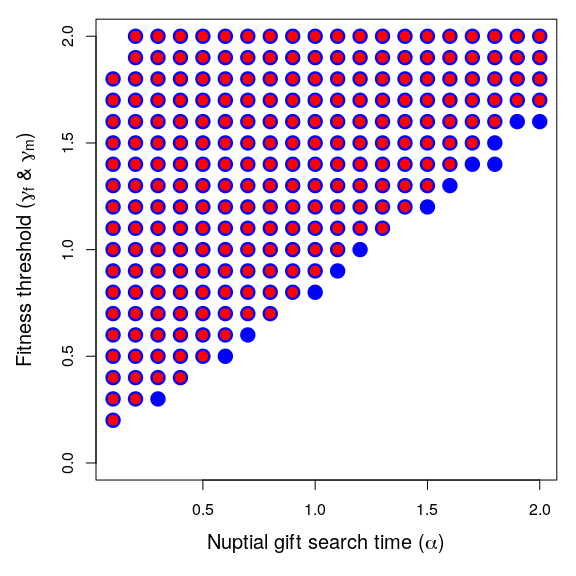 2.0
1.5
1.0
0.5
0.0
Fitness threshold (γf & γm)
0.5 1.0 1.5 2.0
Nuptial gift search time (α)